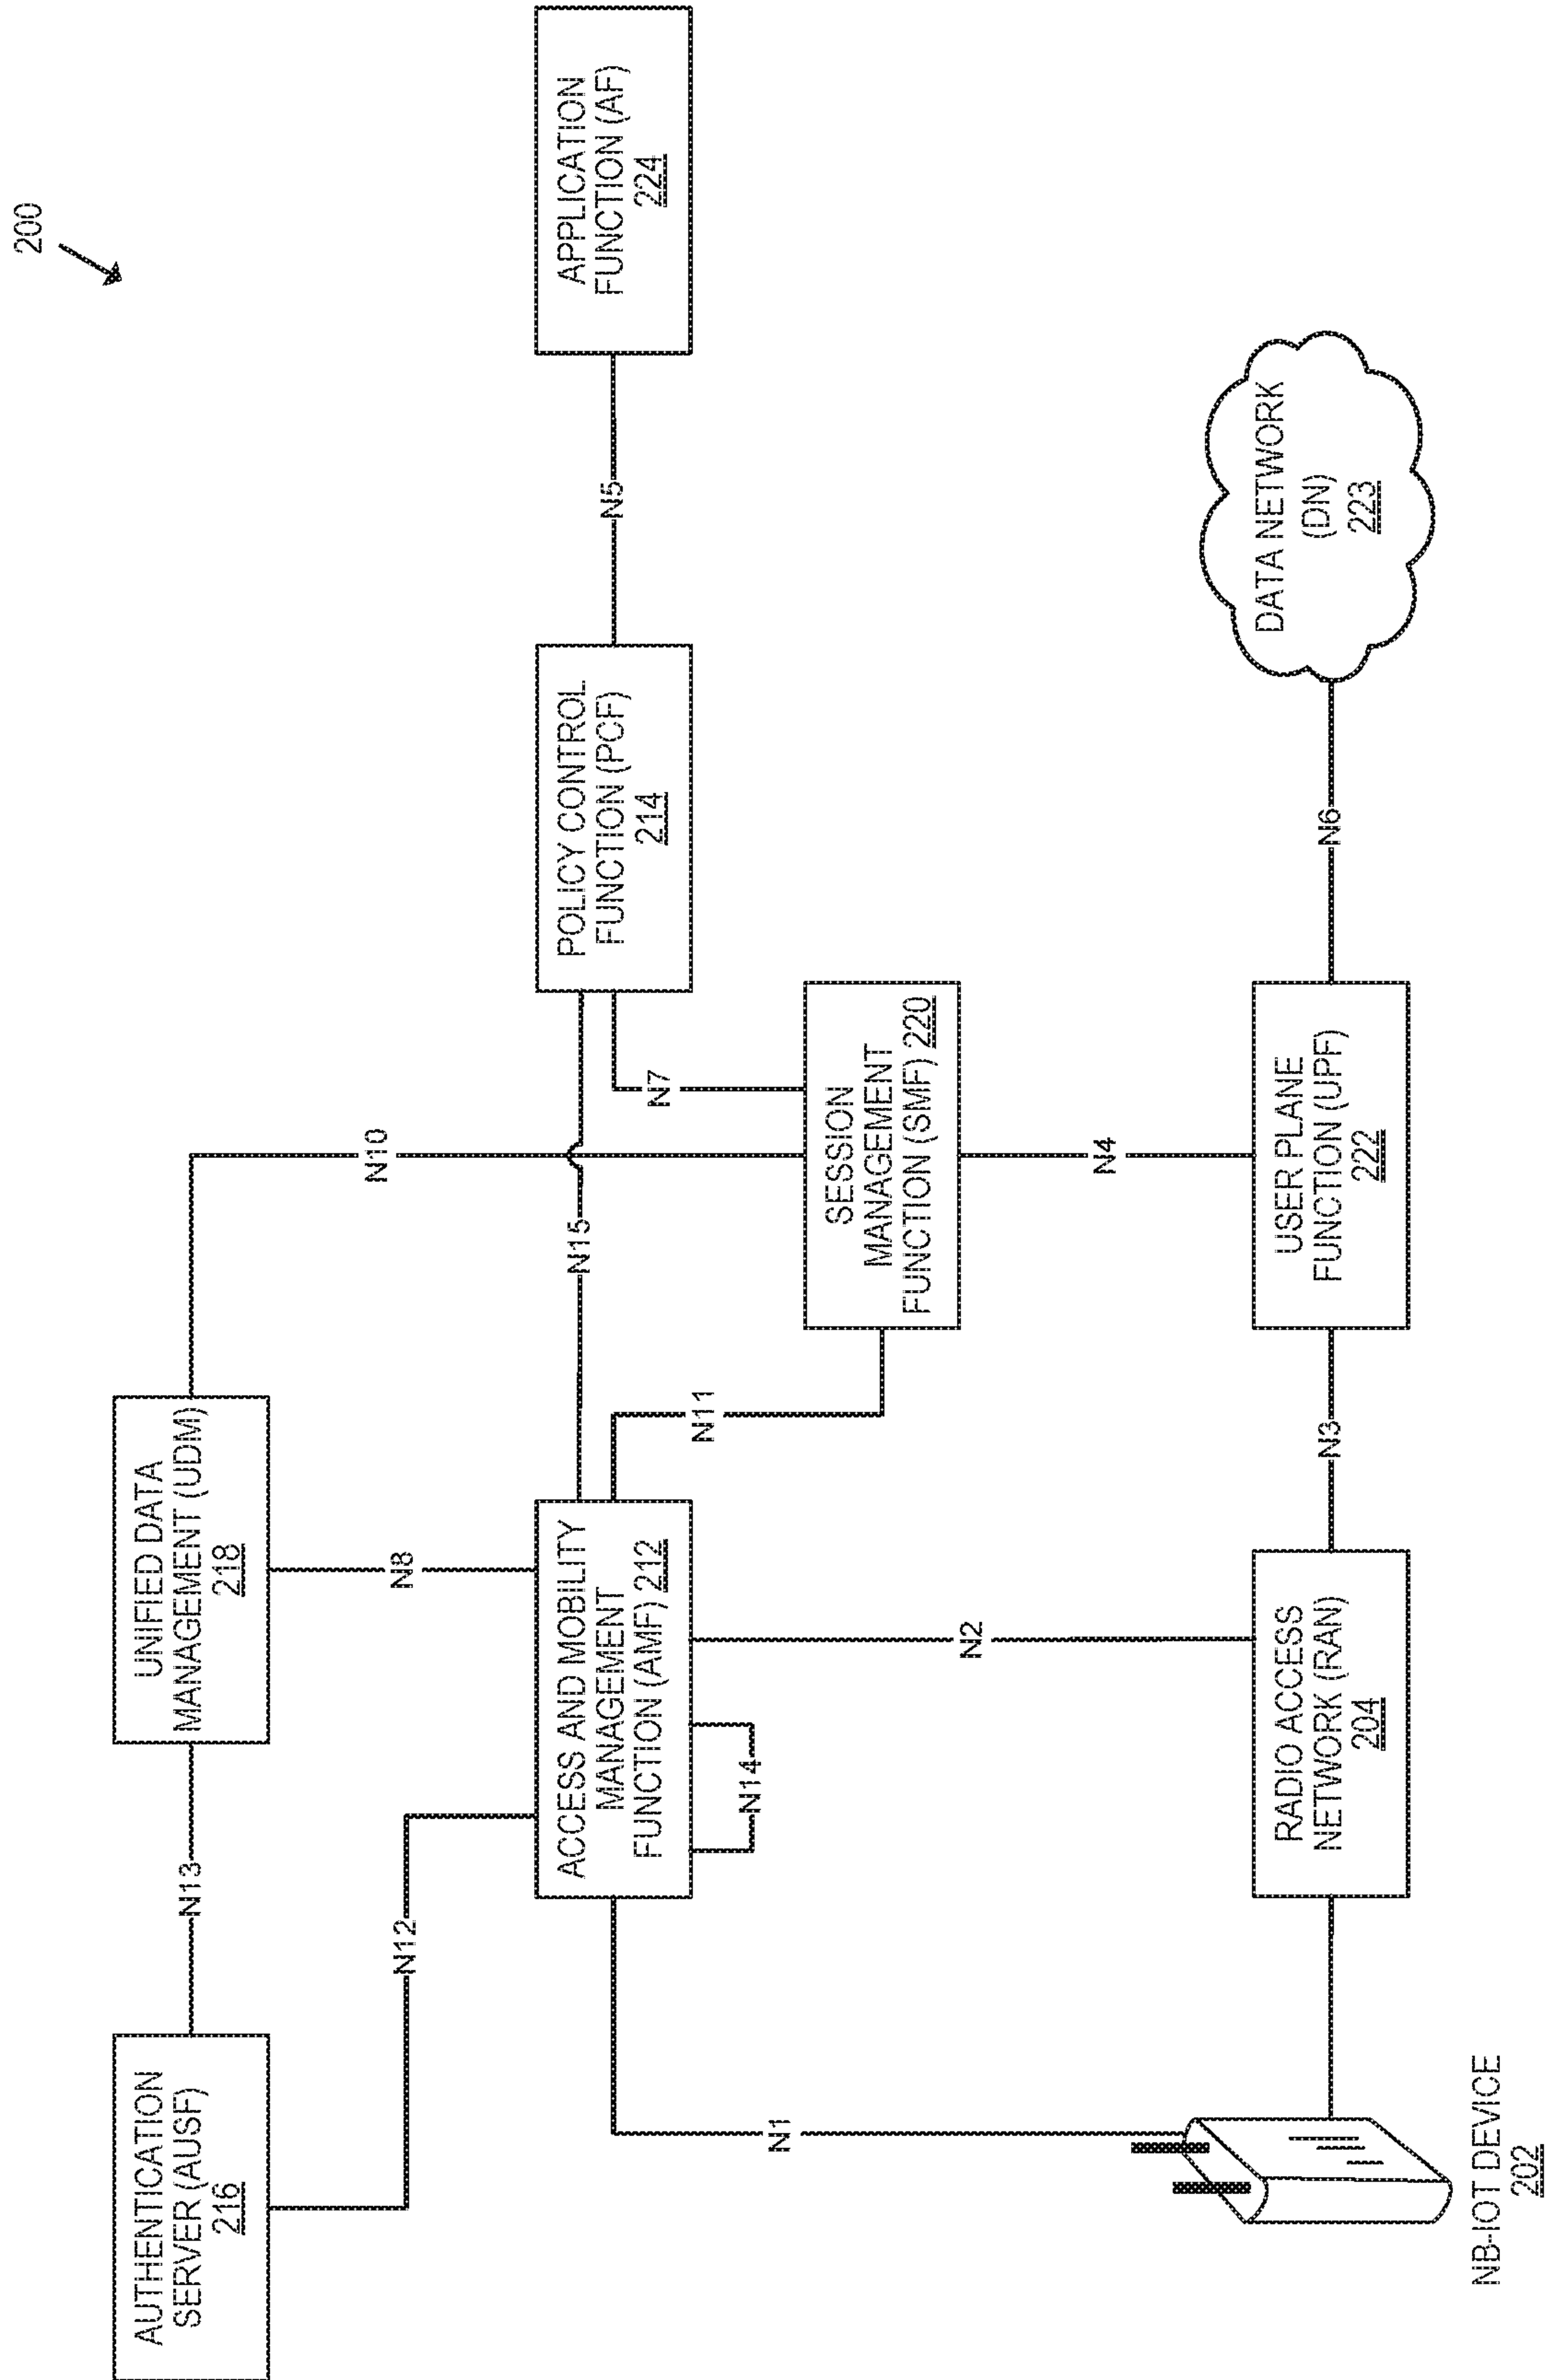 200
AUTHENTICATION
SERVER (AUSF)
216
N13
UNIFIED DATA
MANAGEMENT (UDM)
218
N12
N8
N10
ACCESS AND MOBILITY
MANAGEMENT
FUNCTION (AMF) 212
N15
POLICY CONTROL
FUNCTION (PCF)
214
N5
APPLICATION
FUNCTION (AF)
224
N7
N11
N14
N1
N2
SESSION
MANAGEMENT
FUNCTION (SMF) 220
N4
RADIO ACCESS
NETWORK (RAN)
204
N3
USER PLANE
FUNCTION (UPF)
222
N6
DATA NETWORK
(DN)
223
NB-IOT DEVICE
202